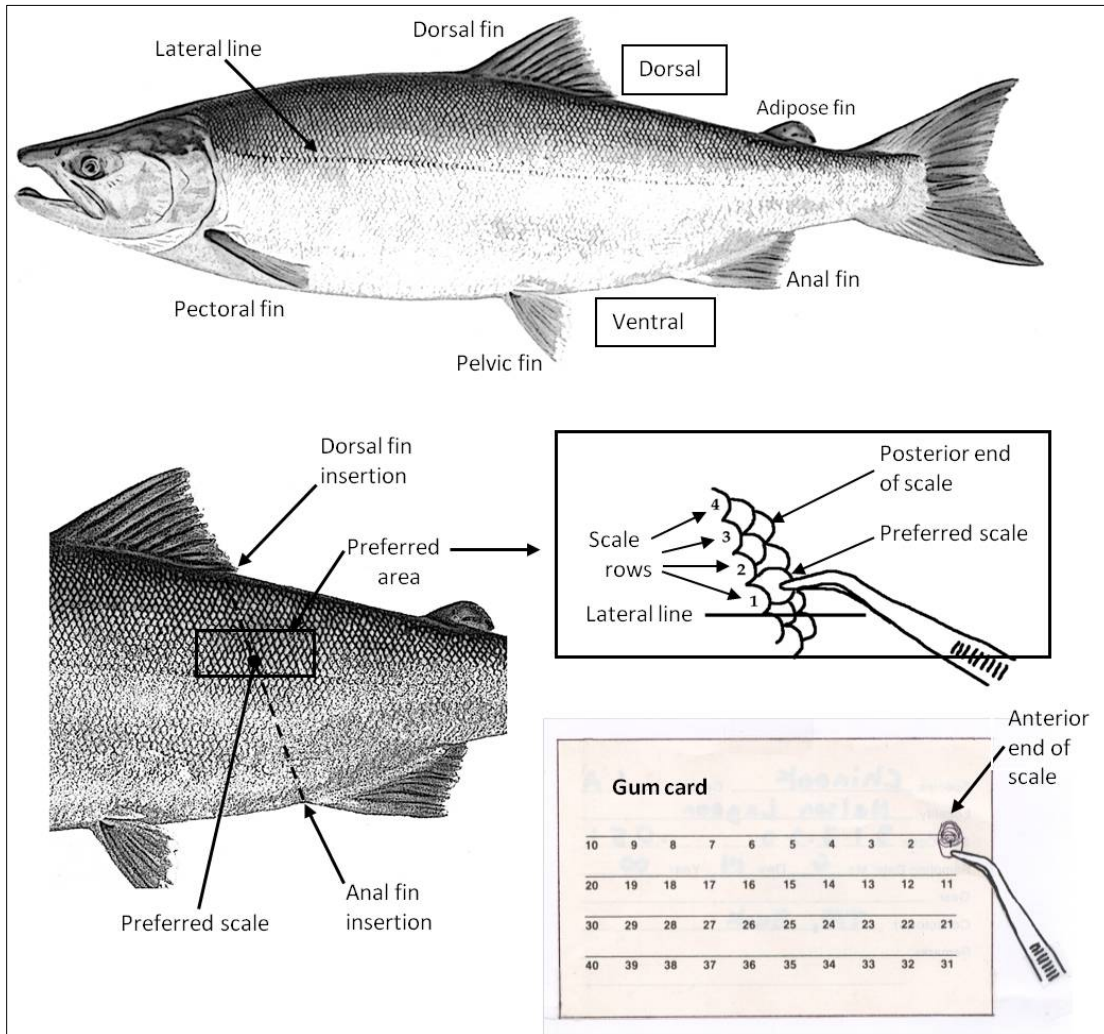 Dorsal fin
Lateral line
Dorsal
Adipose fin
Pectoral fin
Anal fin
Ventral
Pelvic fin
Dorsal fin
insertion
Preferred
area
Preferred scale
Anal fin
insertion
Posterior end
of scale
Preferred scale
Scale
rows
4
3
2
1
Lateral line
Anterior
end of
scale
Gum card
10 9 8 7 6 5 4 3 2
20 19 18 17 16 15 14 13 12 11
30 29 28 27 26 25 24 23 22 21
40 39 38 37 36 35 34 33 32 31